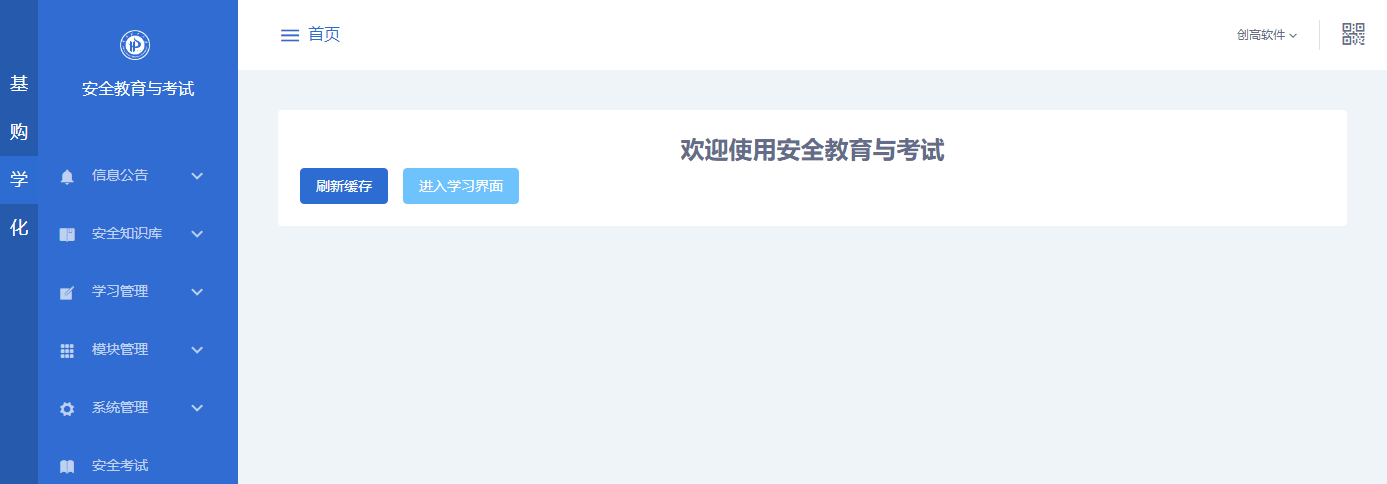 基
购
学
化
安全教育与考试
信息公告
安全知识库
学习管理
模块管理
系统管理
安全考试
首页
创高软件
欢迎使用安全教育与考试
刷新缓存
进入学习界面